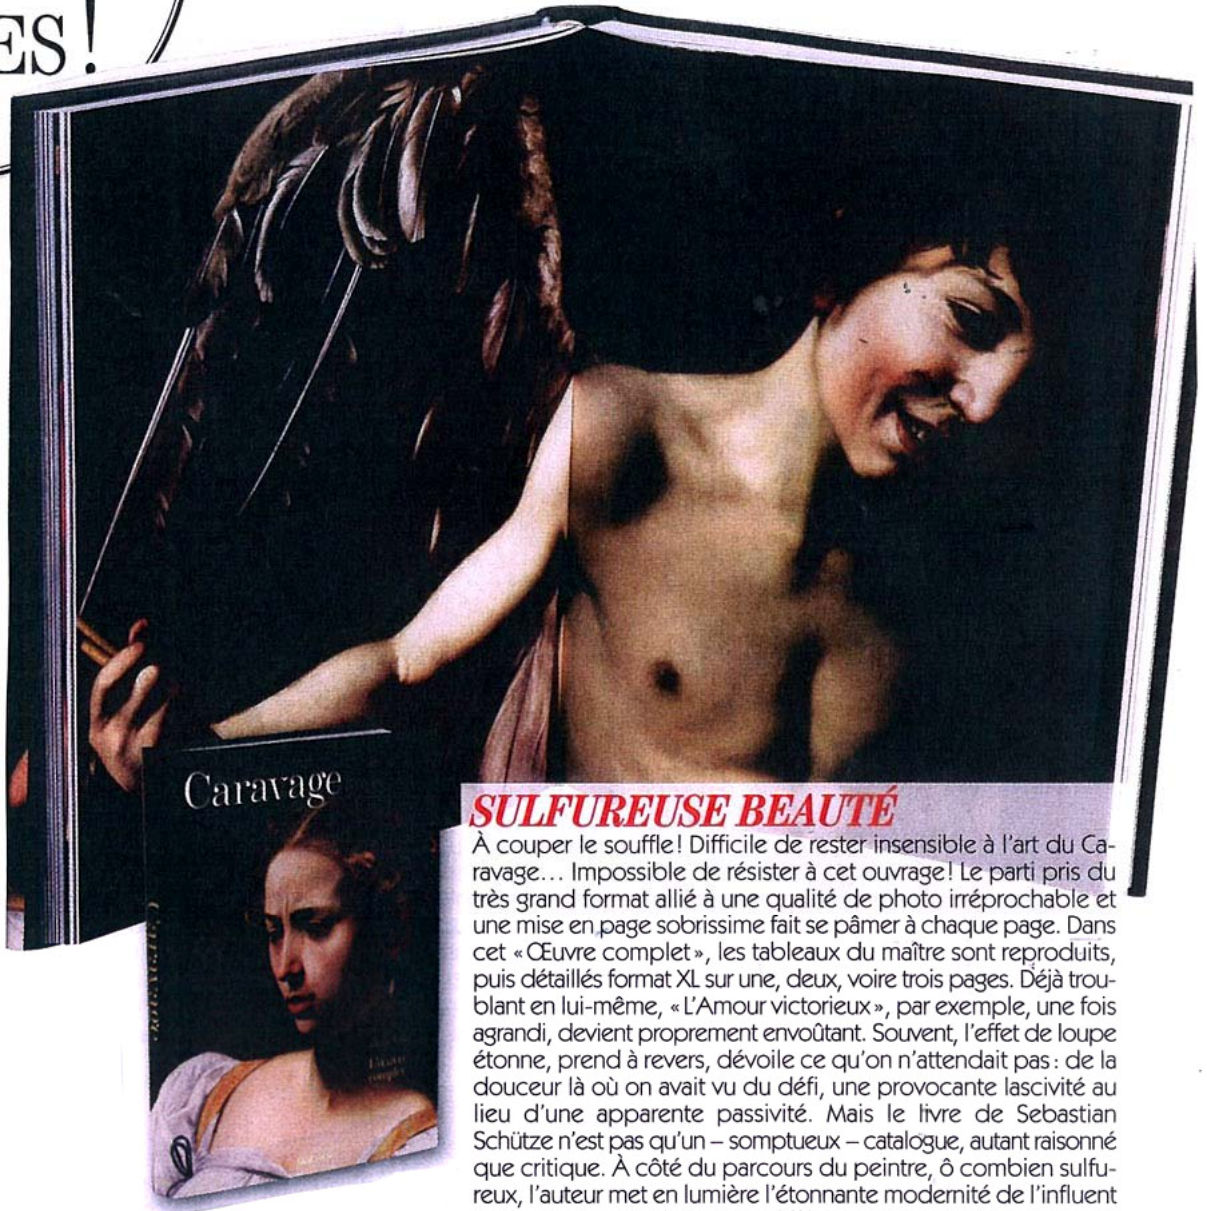 ES!
Caravage
L'œuvre
complet
SULFUREUSE BEAUTÉ
À couper le souffle! Difficile de rester insensible à l'art du Ca-
ravage... Impossible de résister à cet ouvrage! Le parti pris du
très grand format allié à une qualité de photo irréprochable et
une mise en page sobrissime fait se pâmer à chaque page. Dans
cet «Œuvre complet», les tableaux du maître sont reproduits,
puis détaillés format XL sur une, deux, voire trois pages. Déjà trou-
blant en lui-même, «L'Amour victorieux», par exemple, une fois
agrandi, devient proprement envoûtant. Souvent, l'effet de loupe
étonne, prend à revers, dévoile ce qu'on n'attendait pas: de la
douceur là où on avait vu du défi, une provocante lascivité au
lieu d'une apparente passivité. Mais le livre de Sebastian
Schütze n'est pas qu'un – somptueux – catalogue, autant raisonné
que critique. À côté du parcours du peintre, ô combien sulfu-
reux, l'auteur met en lumière l'étonnante modernité de l'influent